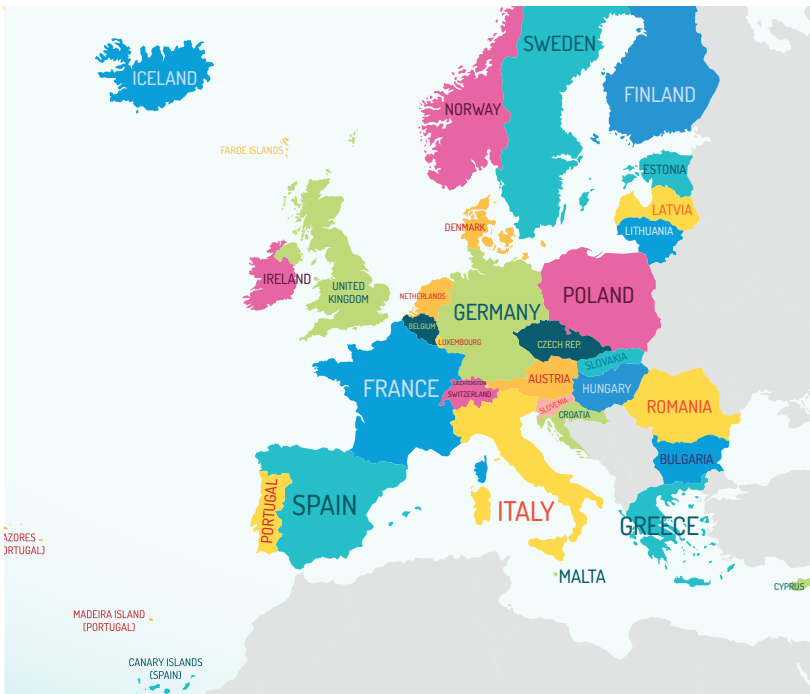 SWEDEN
ICELAND
FINLAND
NORWAY
FAROE ISLANDS
ESTONIA
LATVIA
DENMARK
LITHUANIA
IRELAND
UNITED
KINGDOM
NETHERLANDS
POLAND
GERMANY
BELGIUM
LUXEMBOURG
CZECH REP.
SLOVAKIA
AUSTRIA
LIECHTENSTEIN
FRANCE
HUNGARY
SWITZERLAND
SLOVENIA
ROMANIA
CROATIA
BULGARIA
SPAIN
PORTUGAL
ITALY
GREECE
AZORES
ORTUGAL)
MALTA
CYPRUS
MADEIRA ISLAND
(PORTUGAL)
CANARY ISLANDS
(SPAIN)